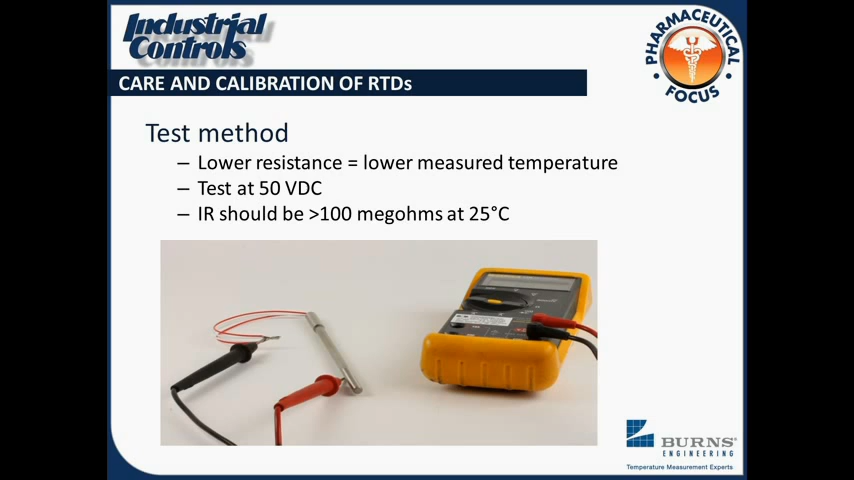 Industrial
Controls
PHARMACEUTICAL
FOCUS
CARE AND CALIBRATION OF RTDs
Test method
– Lower resistance = lower measured temperature
– Test at 50 VDC
– IR should be >100 megohms at 25°C
BURNS®
ENGINEERING
Temperature Measurement Experts